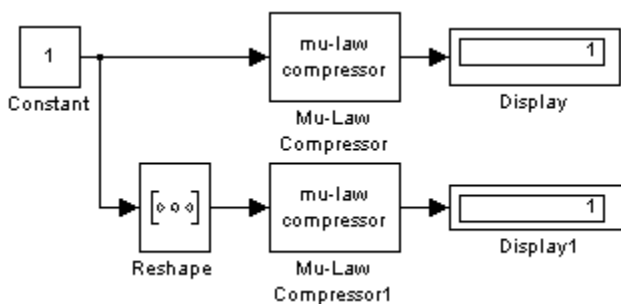 1
Constant
mu-law
compressor
Mu-Law
Compressor
1
Display
Reshape
mu-law
compressor
Mu-Law
Compressor1
1
Display1